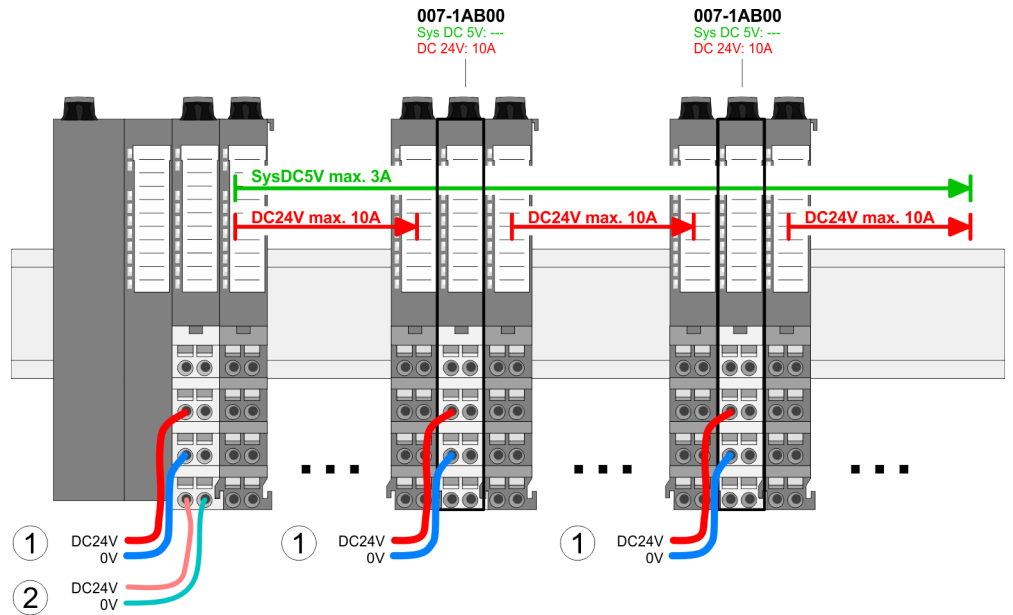 007-1AB00
Sys DC 5V: ---
DC 24V: 10A
007-1AB00
Sys DC 5V: ---
DC 24V: 10A
SysDC5V max. 3A
DC24V max. 10A
DC24V max. 10A
DC24V max. 10A
1
DC24V
0V
1
DC24V
0V
1
DC24V
0V
2
DC24V
0V